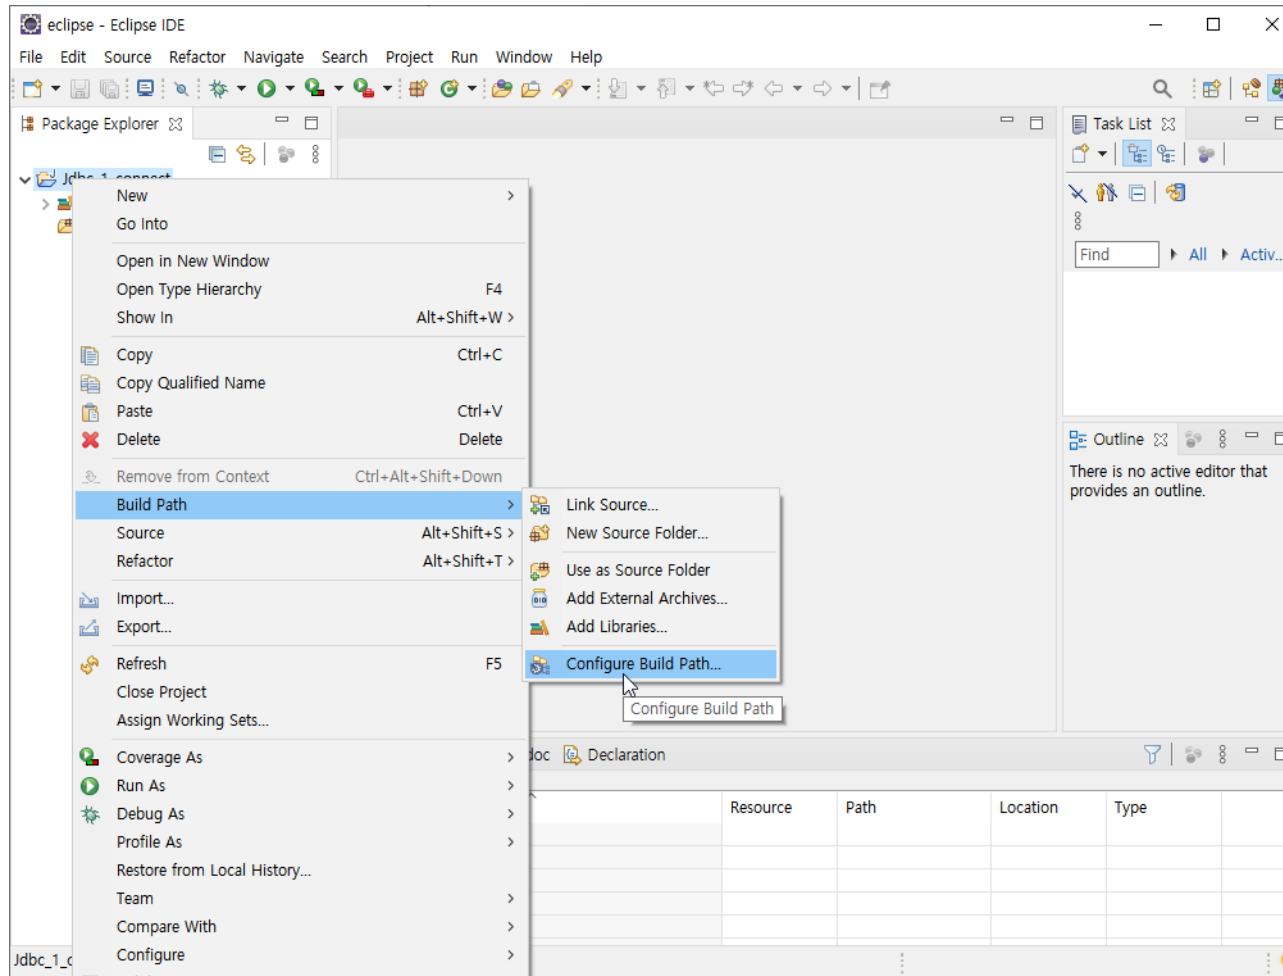 eclipse - Eclipse IDE
File Edit Source Refactor Navigate Search Project Run Window Help
Package Explorer
Task List
Jdbc_1_connect
New
Go Into
Open in New Window
Open Type Hierarchy F4
Show In Alt+Shift+W >
Copy Ctrl+C
Copy Qualified Name
Paste Ctrl+V
Delete Delete
Remove from Context Ctrl+Alt+Shift+Down
Build Path
Source Alt+Shift+S >
Refactor Alt+Shift+T >
Import...
Export...
Refresh F5
Close Project
Assign Working Sets...
Coverage As
Run As
Debug As
Profile As
Restore from Local History...
Team
Compare With
Configure
Link Source...
New Source Folder...
Use as Source Folder
Add External Archives...
Add Libraries...
Configure Build Path...
Configure Build Path
Find All Activ...
Outline
There is no active editor that
provides an outline.
doc Declaration
Resource Path Location Type
Jdbc_1_c